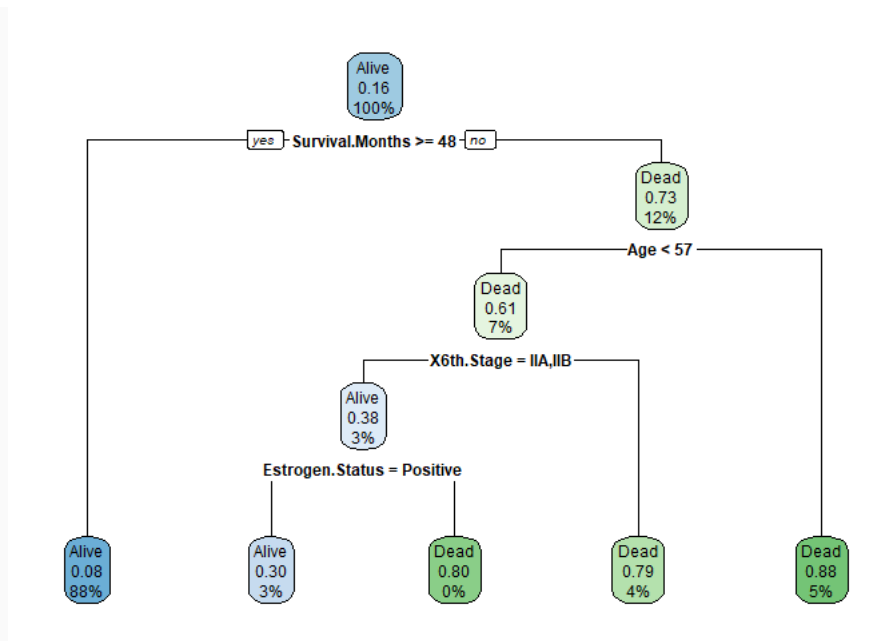 Alive
0.16
100%
yes Survival.Months >= 48 no
Dead
0.73
12%
Age < 57
Dead
0.61
7%
X6th.Stage = IIA,IIB
Alive
0.38
3%
Estrogen.Status = Positive
Alive
0.08
88%
Alive
0.30
3%
Dead
0.80
0%
Dead
0.79
4%
Dead
0.88
5%